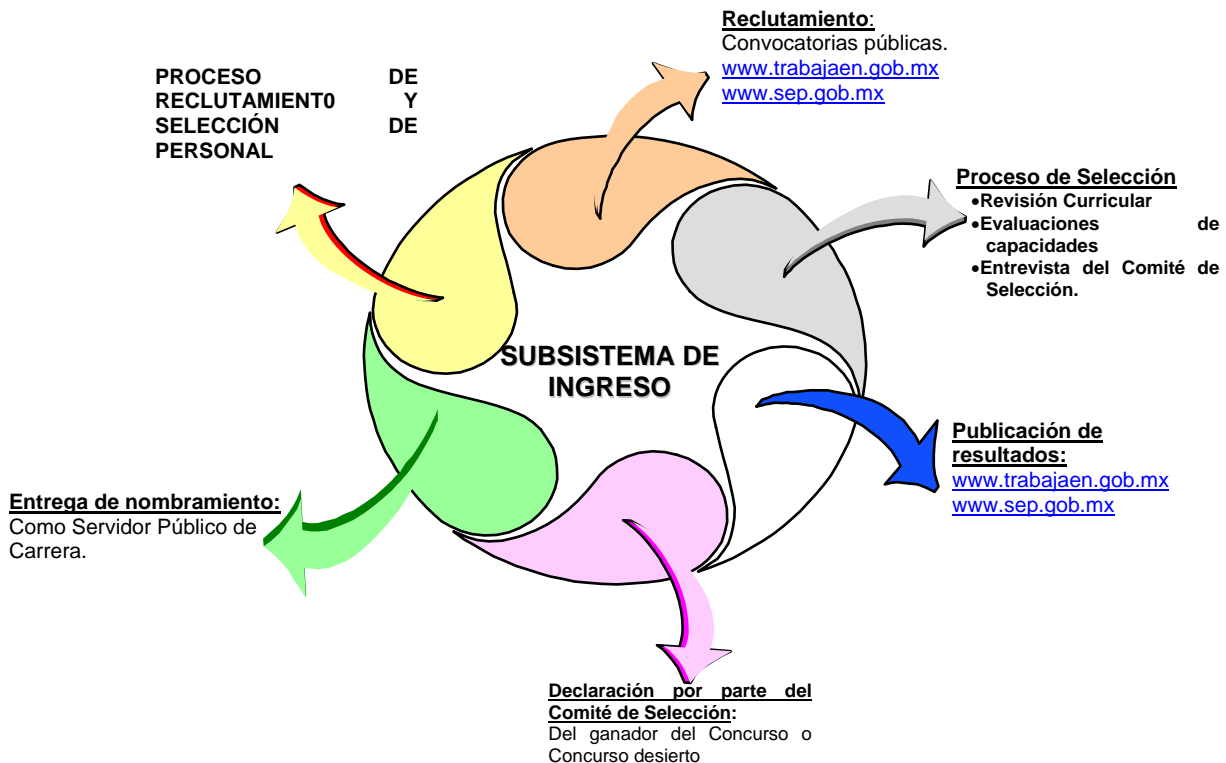 PROCESO DE
RECLUTAMIENT0 Y
SELECCIÓN DE
PERSONAL
Reclutamiento:
Convocatorias públicas.
www.trabajaen.gob.mx
www.sep.gob.mx
Proceso de Selección
•Revisión Curricular
•Evaluaciones de
capacidades
•Entrevista del Comité de
Selección.
SUBSISTEMA DE
INGRESO
Publicación de
resultados:
www.trabajaen.gob.mx
www.sep.gob.mx
Entrega de nombramiento:
Como Servidor Público de
Carrera.
Declaración por parte del
Comité de Selección:
Del ganador del Concurso o
Concurso desierto